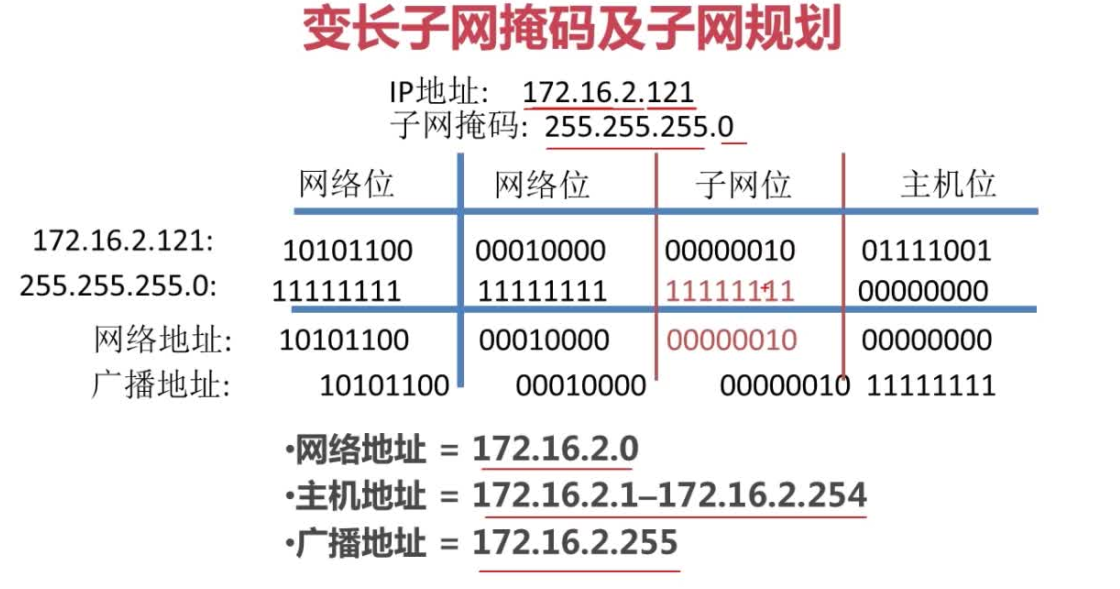 变长子网掩码及子网规划
IP地址: 172.16.2.121
子网掩码: 255.255.255.0
网络位 网络位 子网位 主机位
172.16.2.121: 10101100 00010000 00000010 01111001
255.255.255.0: 11111111 11111111 11111111 00000000
网络地址: 10101100 00010000 00000010 00000000
广播地址: 10101100 00010000 00000010 11111111
•网络地址 = 172.16.2.0
•主机地址 = 172.16.2.1–172.16.2.254
•广播地址 = 172.16.2.255